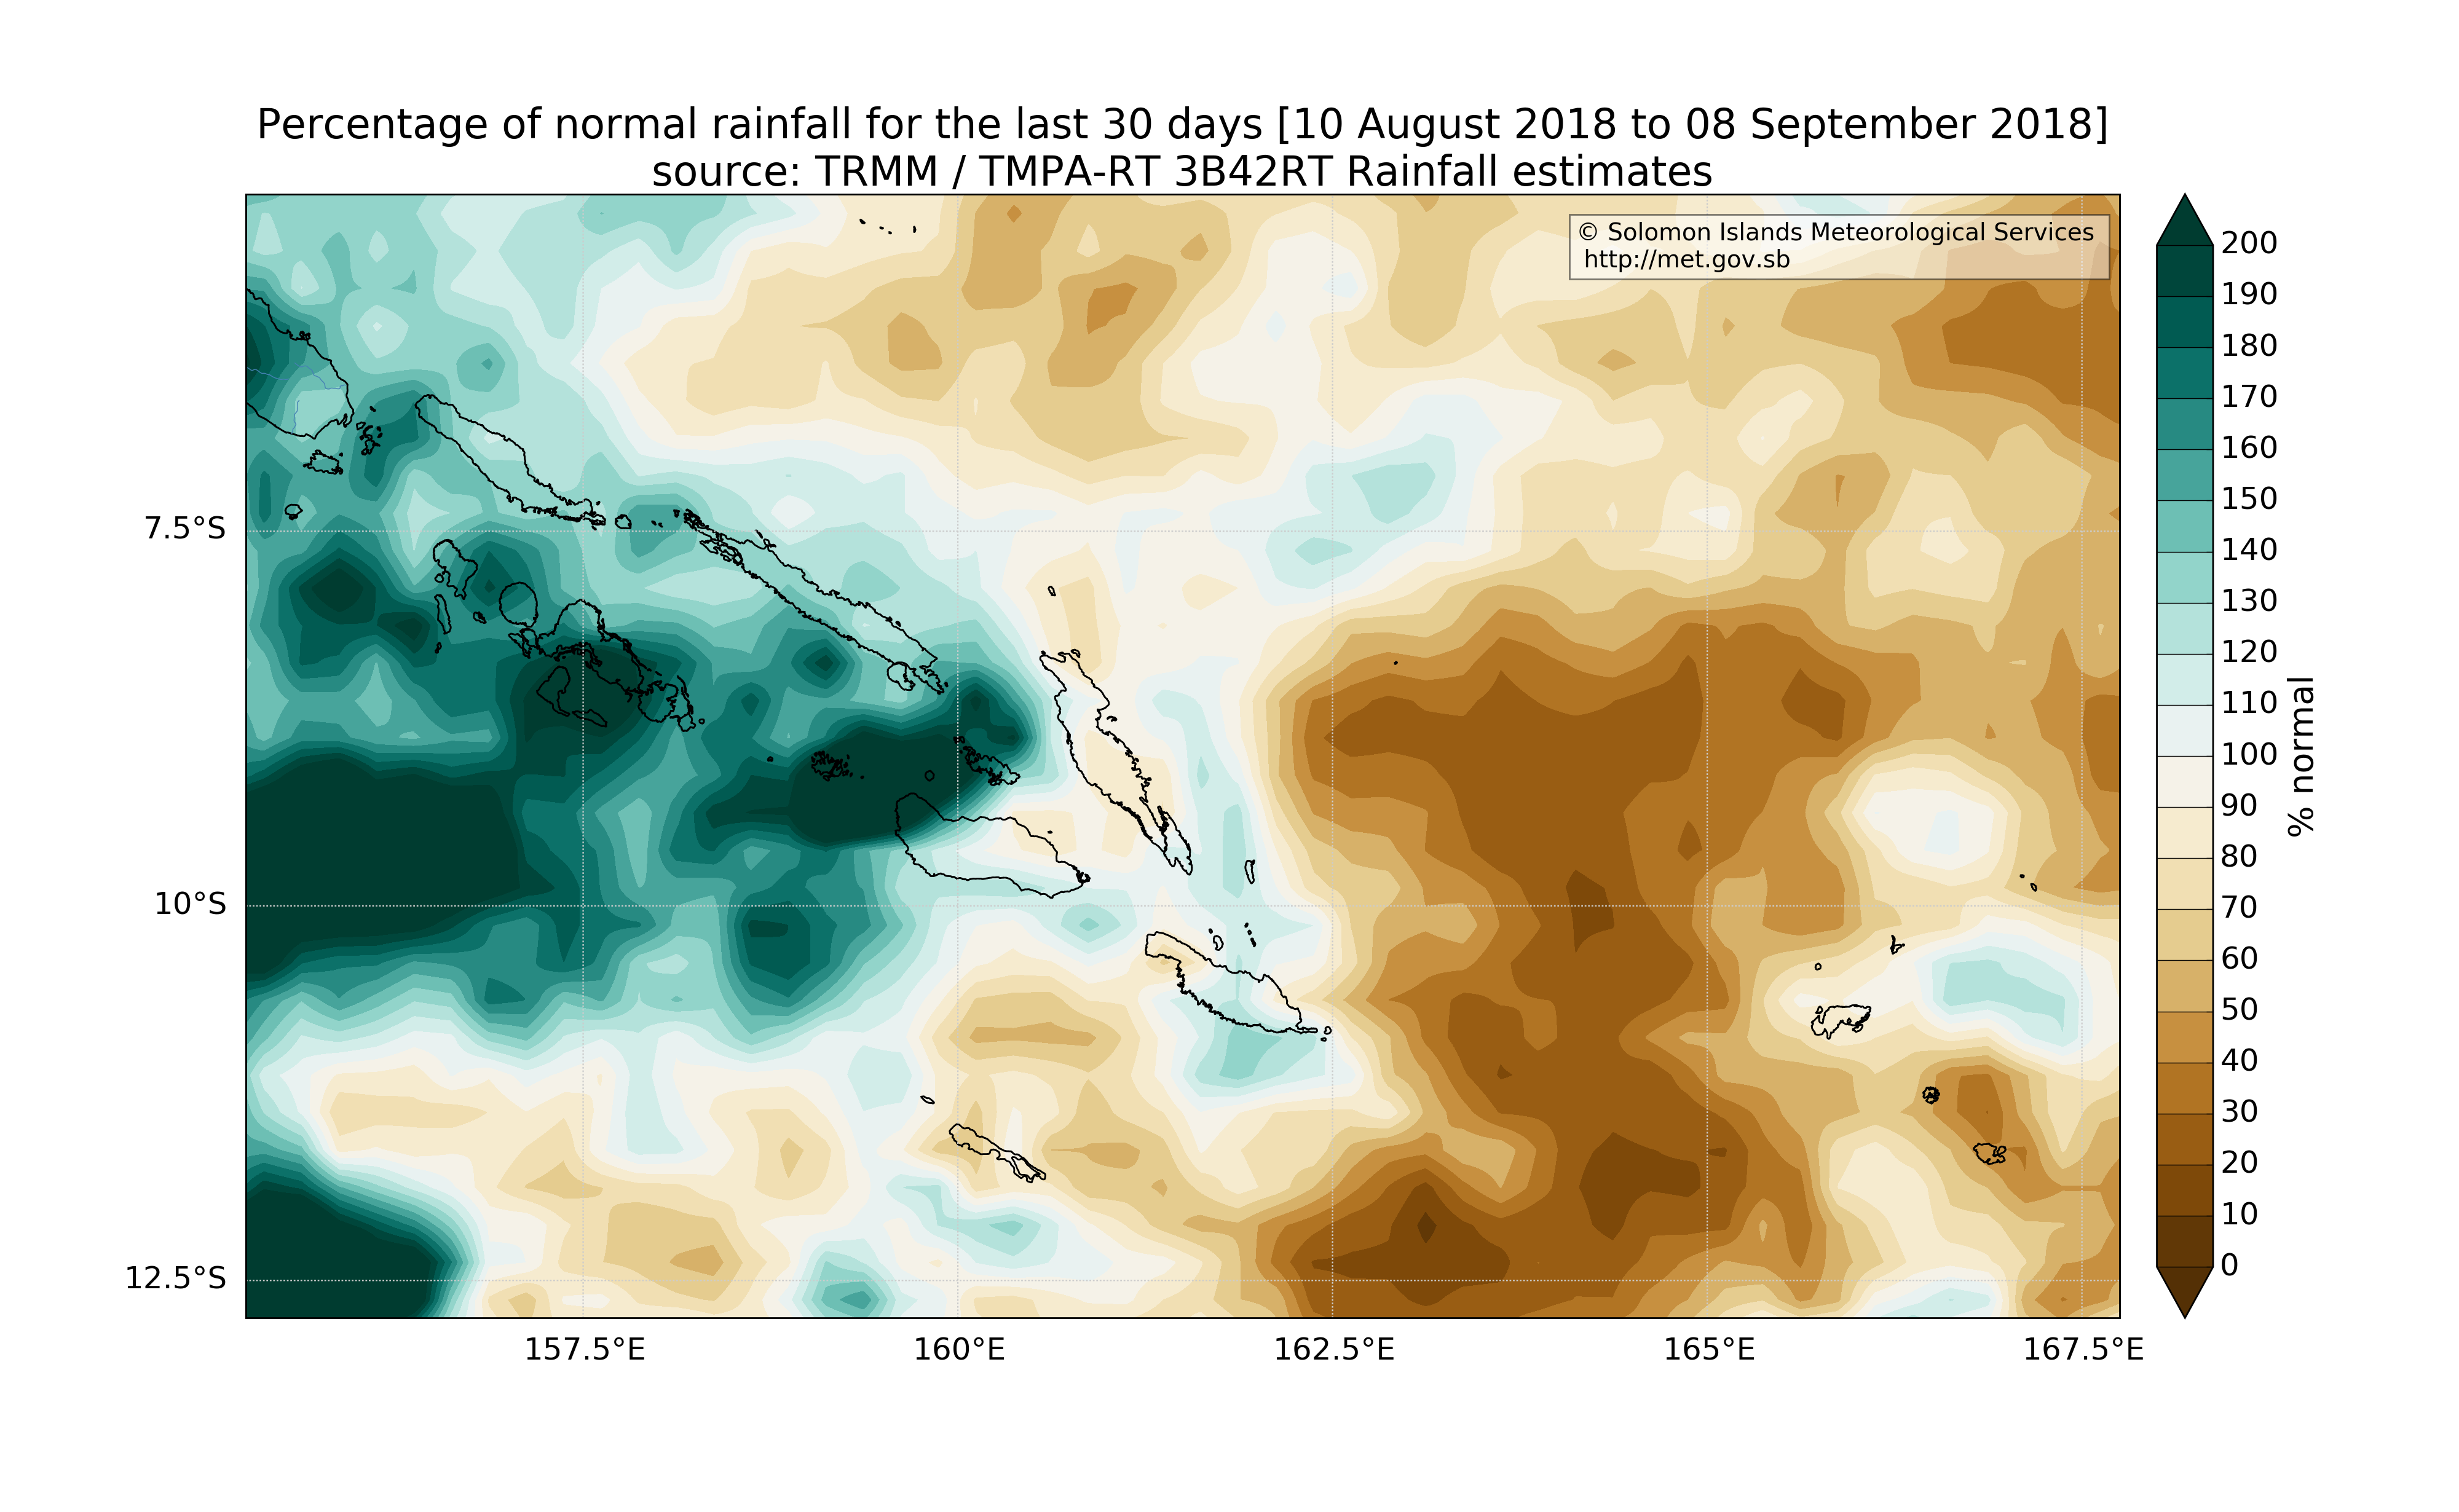 Percentage of normal rainfall for the last 30 days [10 August 2018 to 08 September 2018]
source: TRMM / TMPA-RT 3B42RT Rainfall estimates
© Solomon Islands Meteorological Services
http://met.gov.sb
7.5°S
10°S
12.5°S
157.5°E
160°E
162.5°E
165°E
167.5°E
200
190
180
170
160
150
140
130
120
110
100
90
80
70
60
50
40
30
20
10
0
% normal